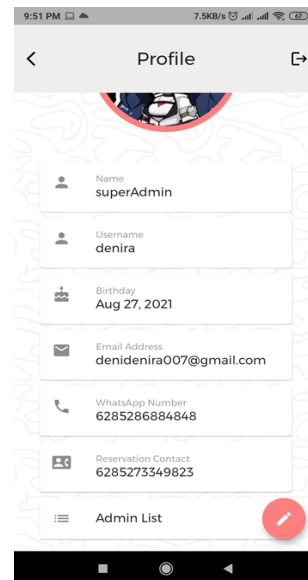 9:51 PM
7.5KB/s
67
Profile
Name
superAdmin
Username
denira
Birthday
Aug 27, 2021
Email Address
denidenira007@gmail.com
WhatsApp Number
6285286884848
Reservation Contact
6285273349823
Admin List